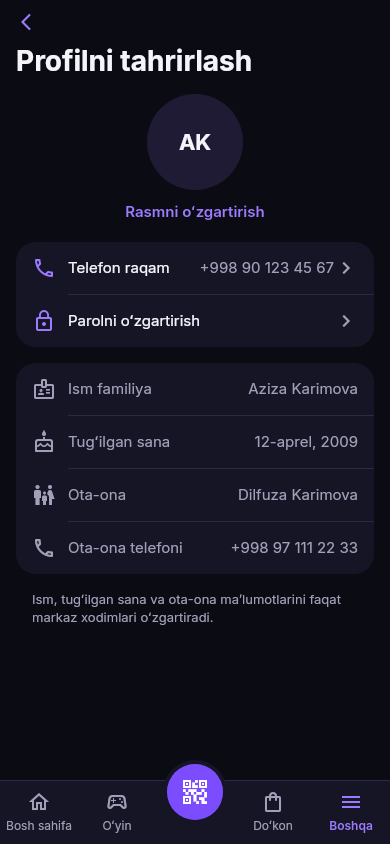 Profilni tahrirlash
AK
Rasmni oʻzgartirish
Telefon raqam +998 90 123 45 67
Parolni oʻzgartirish
Ism familiya Aziza Karimova
Tugʻilgan sana 12-aprel, 2009
Ota-ona Dilfuza Karimova
Ota-ona telefoni +998 97 111 22 33
Ism, tugʻilgan sana va ota-ona maʼlumotlarini faqat
markaz xodimlari oʻzgartiradi.
Bosh sahifa Oʻyin Doʻkon Boshqa